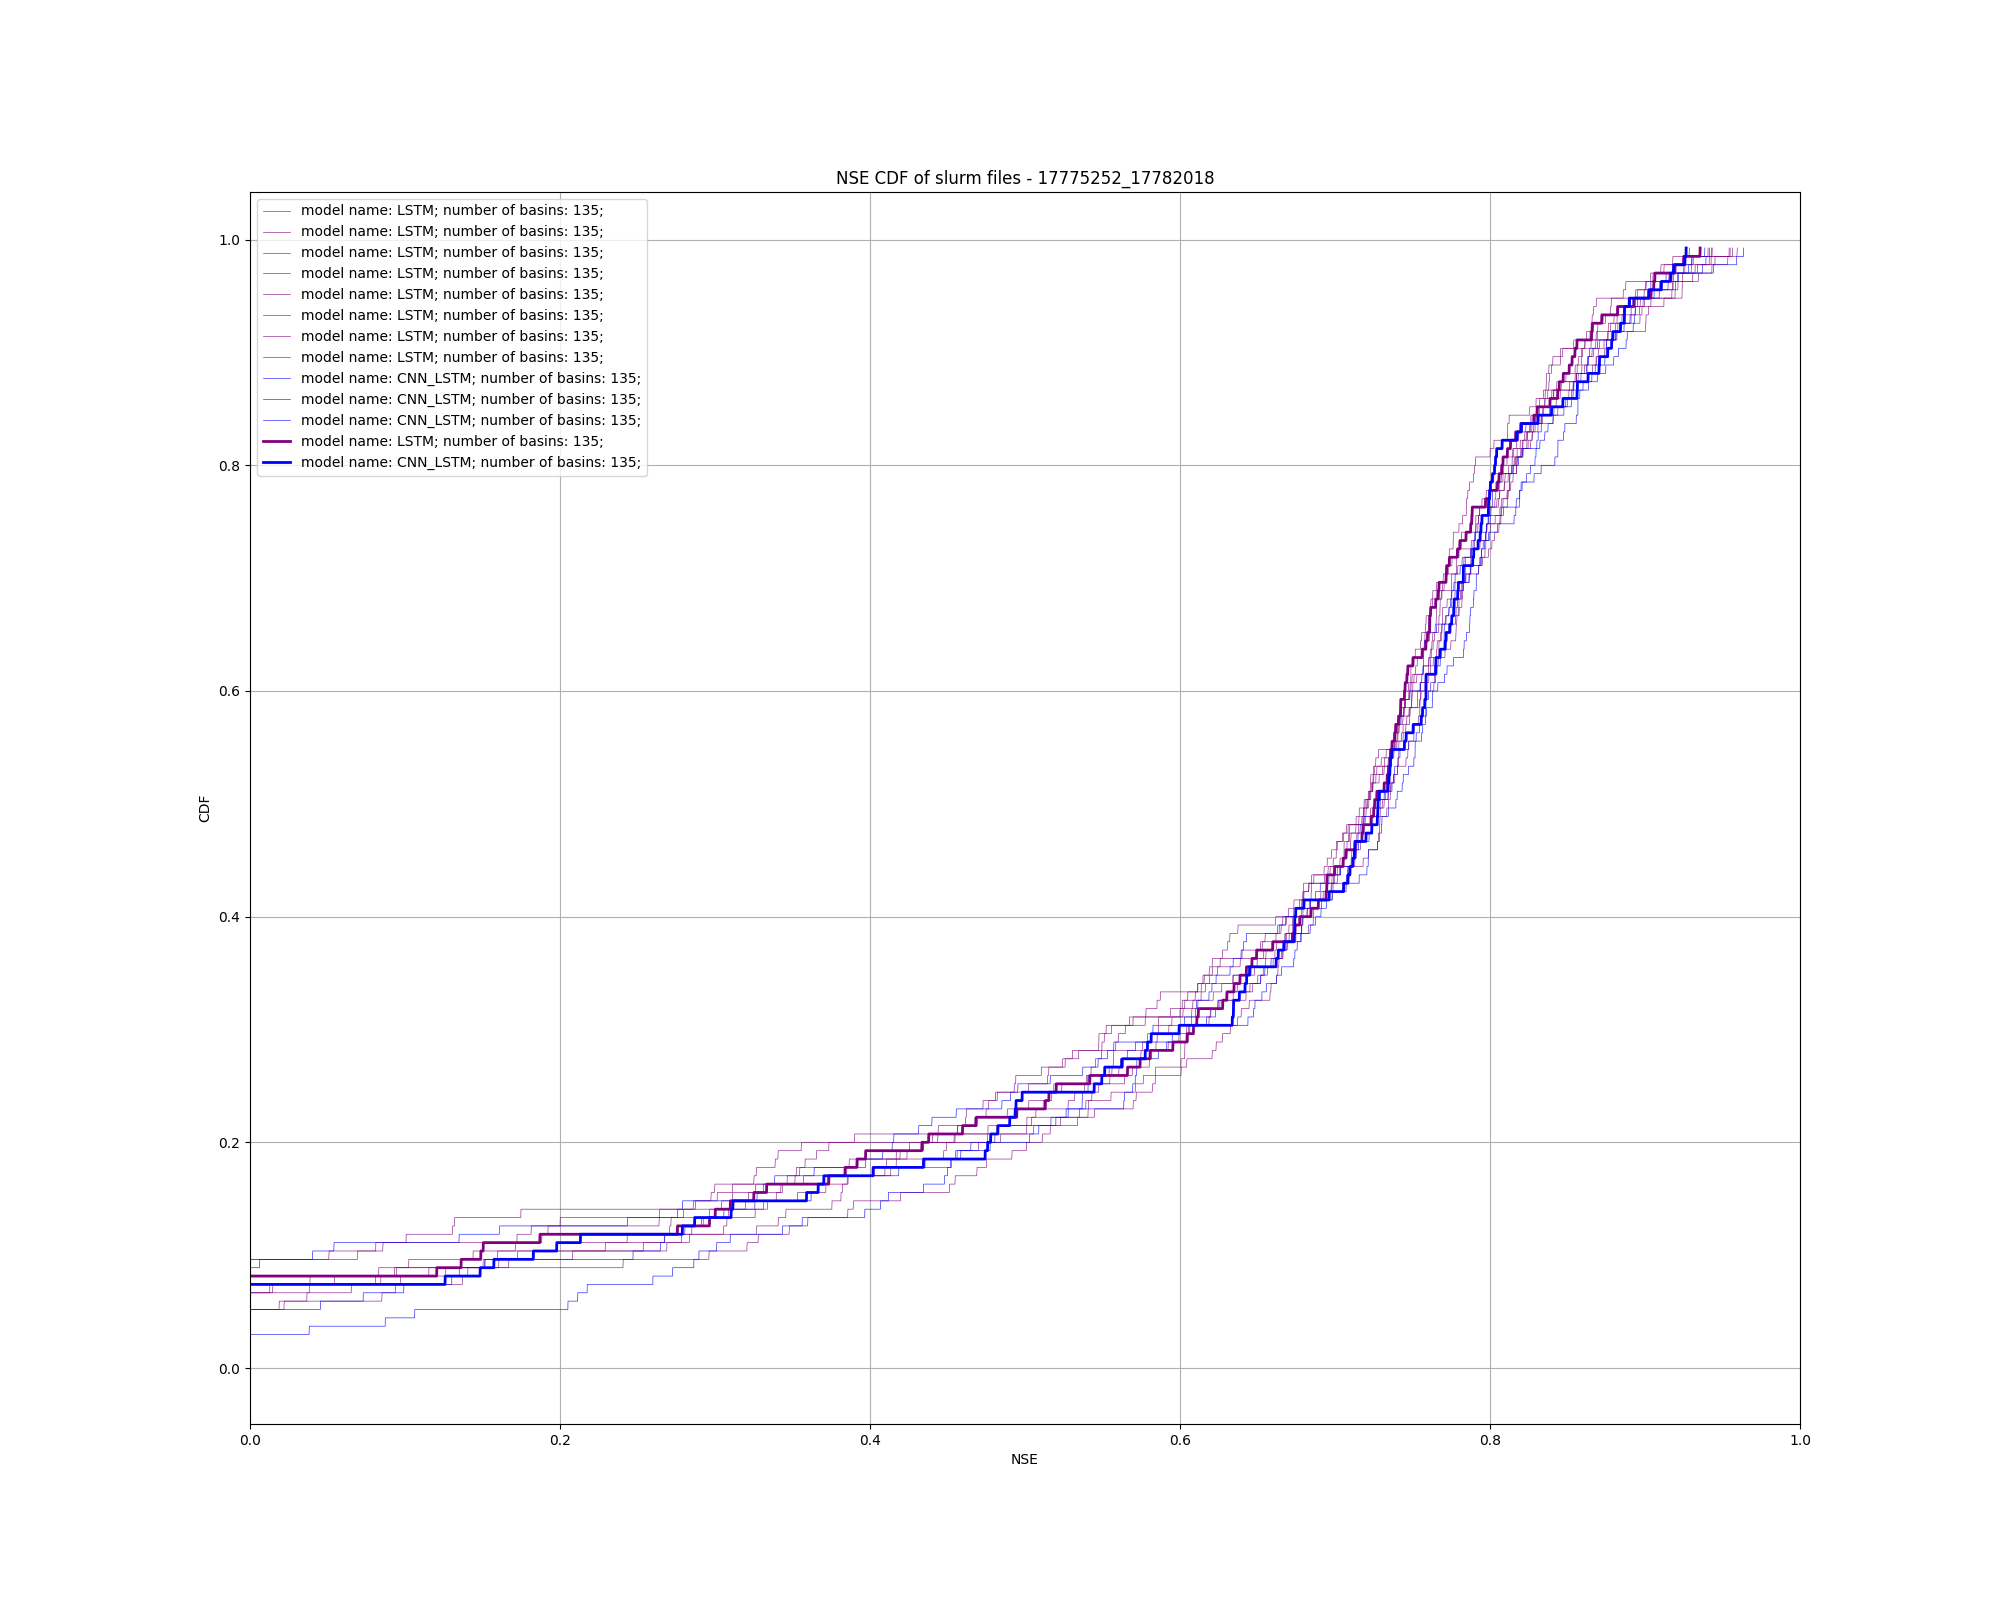 NSE CDF of slurm files - 17775252_17782018
model name: LSTM; number of basins: 135;
model name: LSTM; number of basins: 135;
model name: LSTM; number of basins: 135;
model name: LSTM; number of basins: 135;
model name: LSTM; number of basins: 135;
model name: LSTM; number of basins: 135;
model name: LSTM; number of basins: 135;
model name: LSTM; number of basins: 135;
model name: CNN_LSTM; number of basins: 135;
model name: CNN_LSTM; number of basins: 135;
model name: CNN_LSTM; number of basins: 135;
model name: LSTM; number of basins: 135;
model name: CNN_LSTM; number of basins: 135;
1.0
0.8
0.6
0.4
0.2
0.0
CDF
0.0 0.2 0.4 0.6 0.8 1.0
NSE